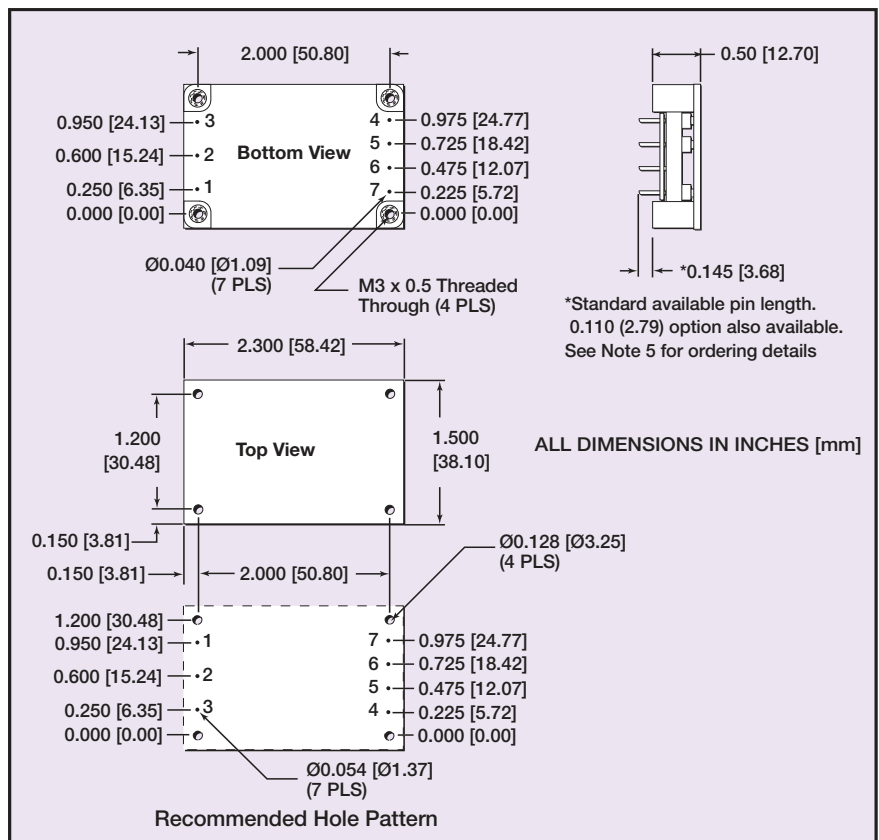 2.000 [50.80]
0.50 [12.70]
0.950 [24.13]
3
4
0.975 [24.77]
0.600 [15.24]
2
Bottom View
5
0.725 [18.42]
6
0.475 [12.07]
0.250 [6.35]
1
7
0.225 [5.72]
0.000 [0.00]
0.000 [0.00]
Ø0.040 [Ø1.09]
(7 PLS)
M3 x 0.5 Threaded
Through (4 PLS)
*0.145 [3.68]
*Standard available pin length.
0.110 (2.79) option also available.
See Note 5 for ordering details
2.300 [58.42]
1.200
[30.48]
Top View
1.500
[38.10]
ALL DIMENSIONS IN INCHES [mm]
0.150 [3.81]
0.150 [3.81]
2.000 [50.80]
Ø0.128 [Ø3.25]
(4 PLS)
1.200 [30.48]
0.950 [24.13]
1
7
0.975 [24.77]
0.600 [15.24]
2
6
0.725 [18.42]
5
0.475 [12.07]
0.250 [6.35]
3
4
0.225 [5.72]
0.000 [0.00]
0.000 [0.00]
Ø0.054 [Ø1.37]
(7 PLS)
Recommended Hole Pattern